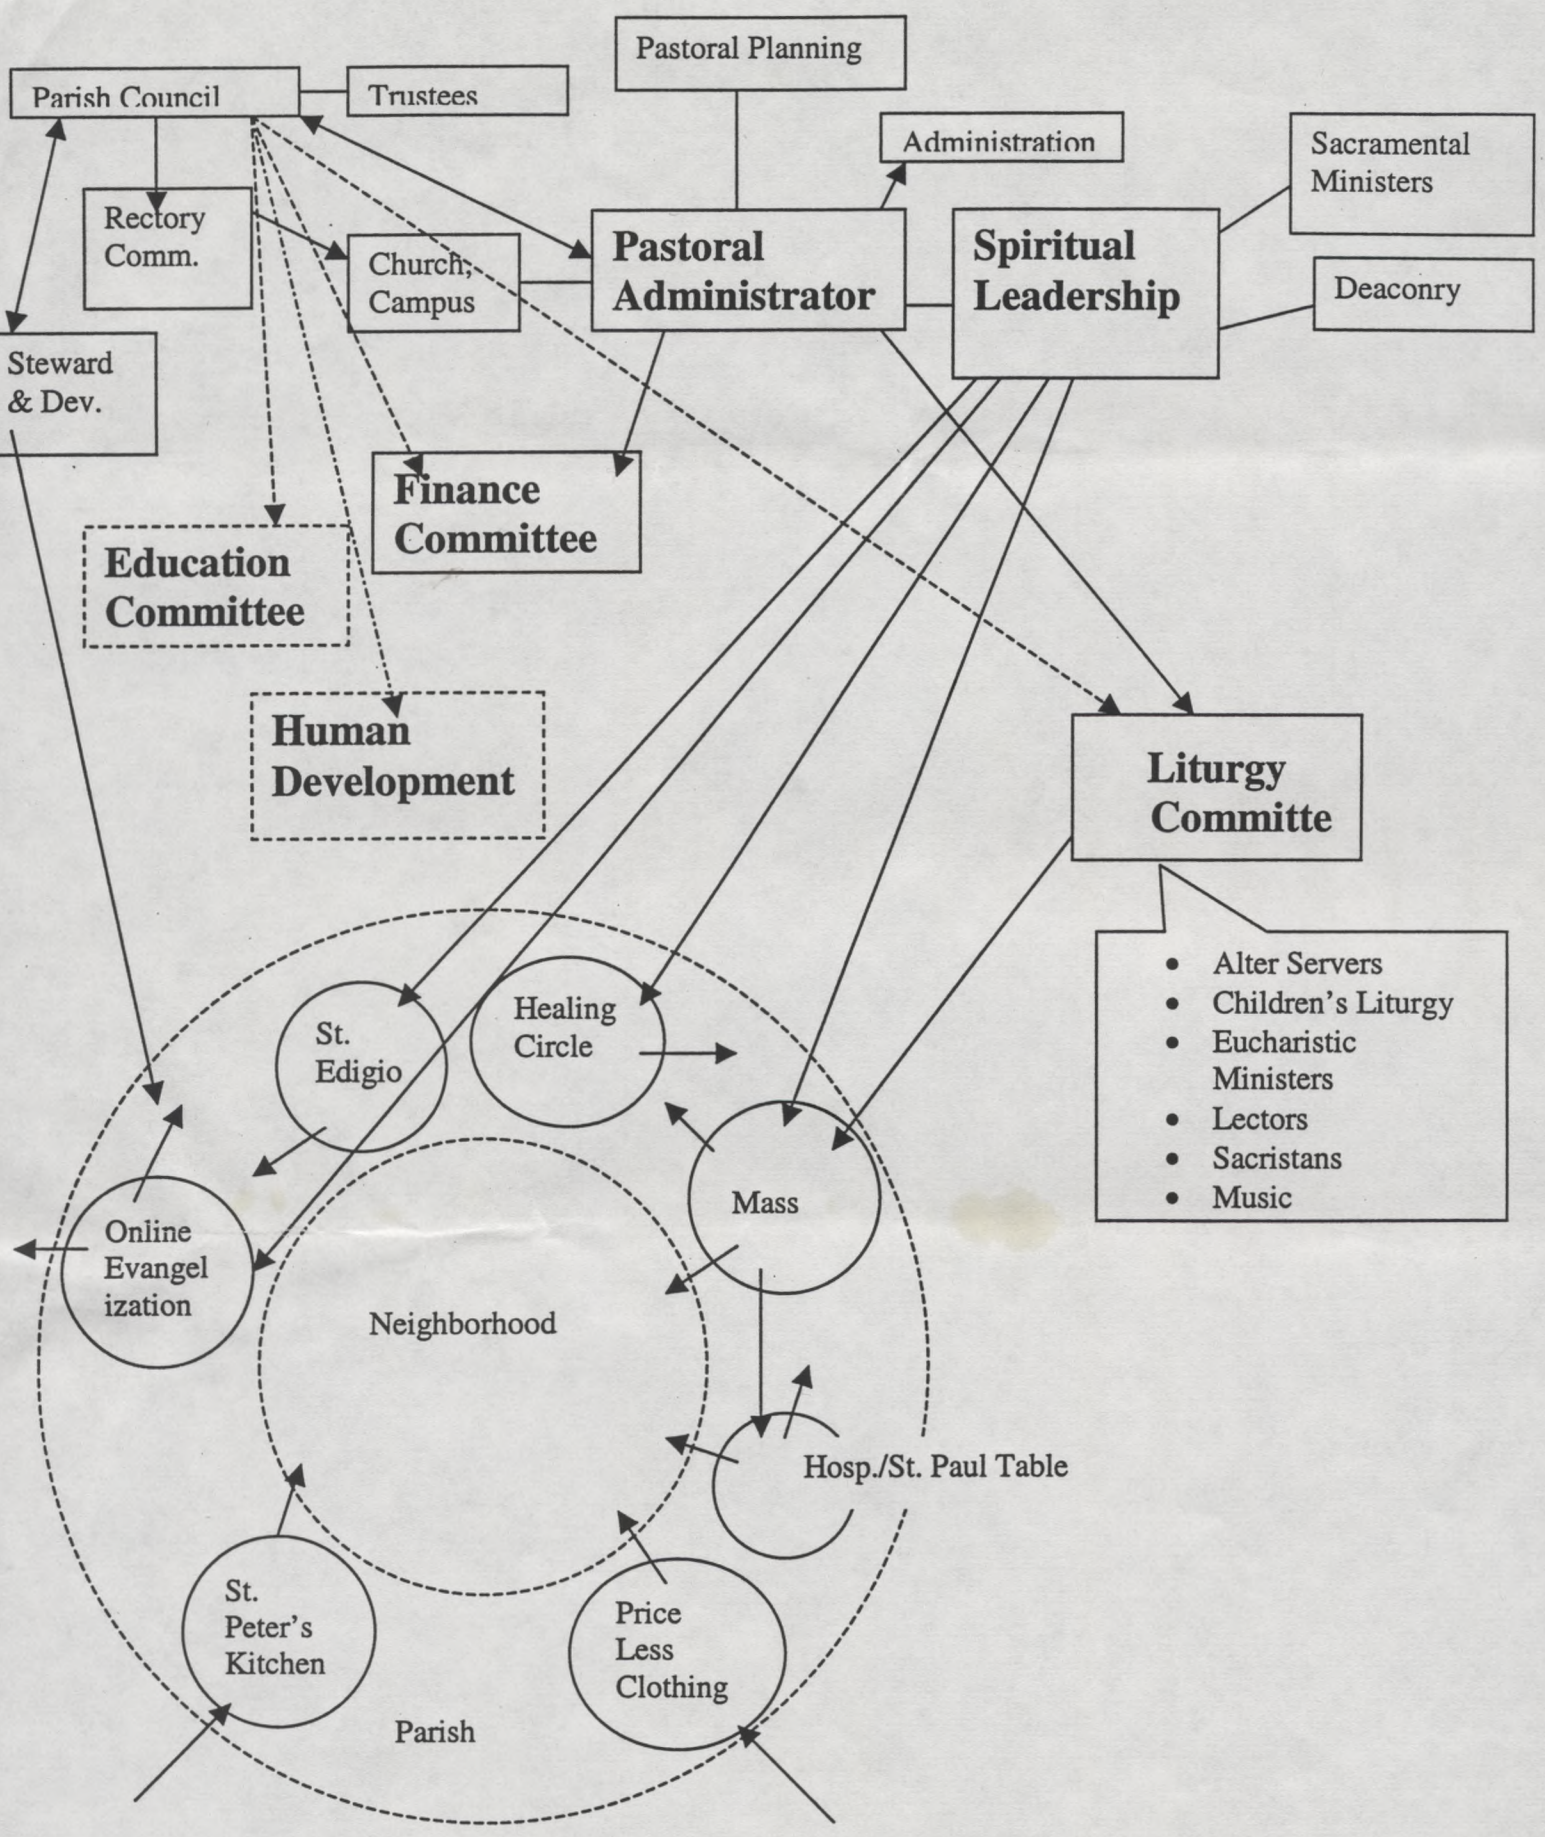 Pastoral Planning
Parish Council
Trustees
Administration
Sacramental
Ministers
Rectory
Comm.
Church,
Campus
Pastoral
Administrator
Spiritual
Leadership
Deaconry
Steward
& Dev.
Finance
Committee
Education
Committee
Human
Development
Liturgy
Committe
• Alter Servers
• Children's Liturgy
• Eucharistic
Ministers
• Lectors
• Sacristans
• Music
St.
Edigio
Healing
Circle
Mass
Online
Evangel
ization
Neighborhood
Hosp./St. Paul Table
St.
Peter's
Kitchen
Price
Less
Clothing
Parish